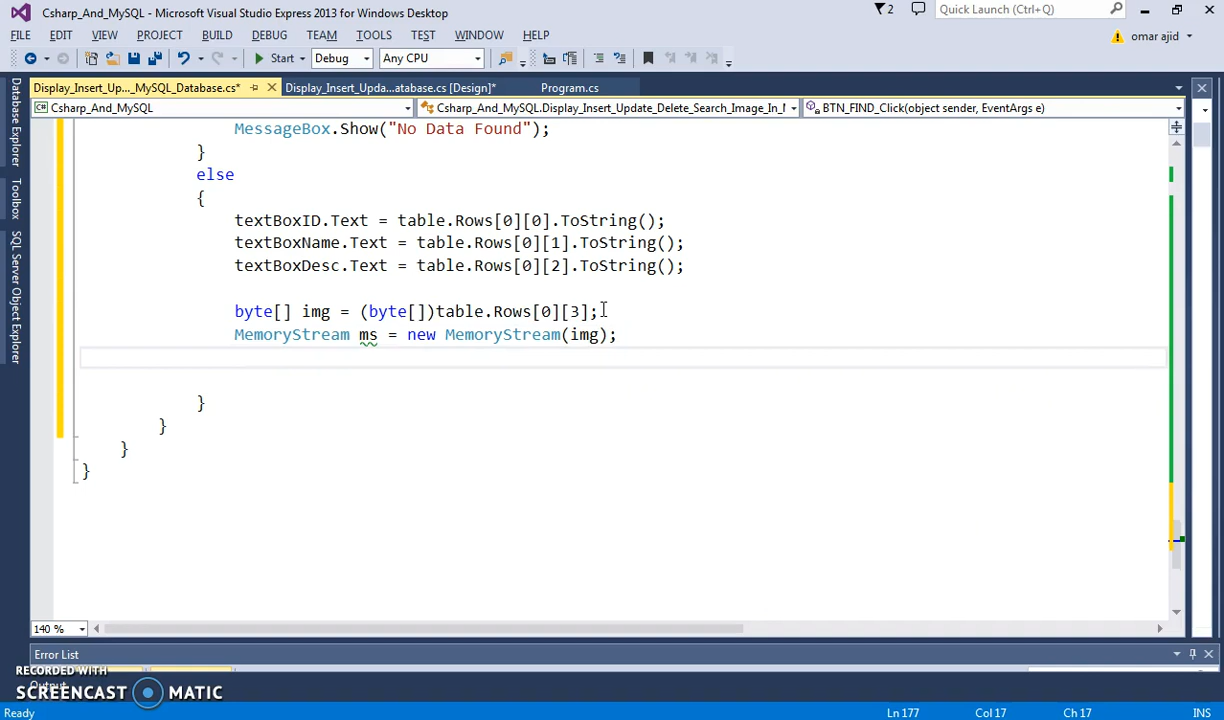 Csharp_And_MySQL - Microsoft Visual Studio Express 2013 for Windows Desktop
2
Quick Launch (Ctrl+Q)
FILE EDIT VIEW PROJECT BUILD DEBUG TEAM TOOLS TEST WINDOW HELP
omar ajid
Start Debug Any CPU
Display_Insert_Up..._MySQL_Database.cs* Display_Insert_Upda...atabase.cs [Design]* Program.cs
Csharp_And_MySQL Csharp_And_MySQL.Display_Insert_Update_Delete_Search_Image_In_M BTN_FIND_Click(object sender, EventArgs e)
Database Explorer
Toolbox
SQL Server Object Explorer
MessageBox.Show("No Data Found");
}
else
{
textBoxID.Text = table.Rows[0][0].ToString();
textBoxName.Text = table.Rows[0][1].ToString();
textBoxDesc.Text = table.Rows[0][2].ToString();
byte[] img = (byte[])table.Rows[0][3];
MemoryStream ms = new MemoryStream(img);
}
}
}
}
140 %
Error List
Output
RECORDED WITH
SCREENCAST MATIC
Ready Ln 177 Col 17 Ch 17 INS